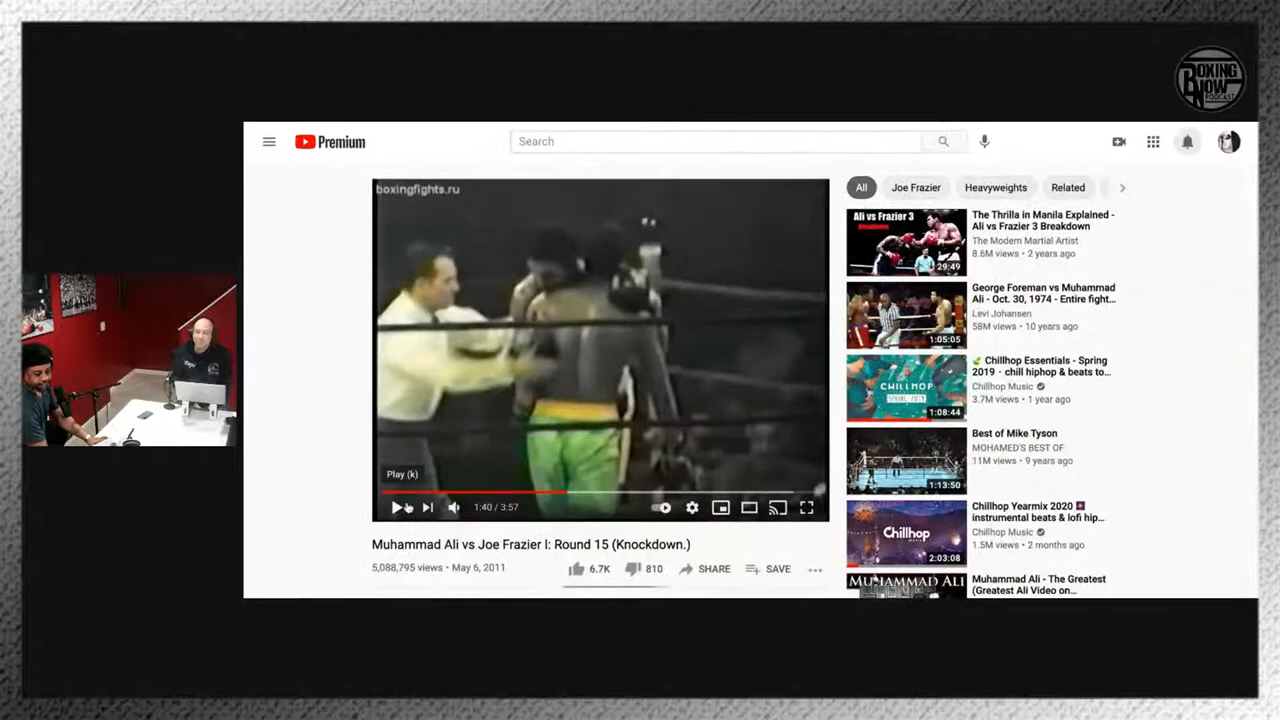 BOXING
NOW
PODCAST
Premium
Search
boxingfights.ru
Play (k)
1:40 / 3:57
Muhammad Ali vs Joe Frazier I: Round 15 (Knockdown.)
5,088,795 views • May 6, 2011
6.7K
810
SHARE
SAVE
All
Joe Frazier
Heavyweights
Related
Ali vs Frazier 3
29:49
The Thrilla in Manila Explained -
Ali vs Frazier 3 Breakdown
The Modern Martial Artist
8.6M views • 2 years ago
1:05:05
George Foreman vs Muhammad
Ali - Oct. 30, 1974 - Entire fight...
Levi Johansen
58M views • 10 years ago
CHILLHOP
SPRING 2019
1:08:44
Chillhop Essentials - Spring
2019 · chill hiphop & beats to...
Chillhop Music
3.7M views • 1 year ago
1:13:50
Best of Mike Tyson
MOHAMED'S BEST OF
11M views • 9 years ago
Chillhop
2:03:08
Chillhop Yearmix 2020
instrumental beats & lofi hip...
Chillhop Music
1.5M views • 2 months ago
MUHAMMAD ALI
Muhammad Ali - The Greatest
(Greatest Ali Video on...